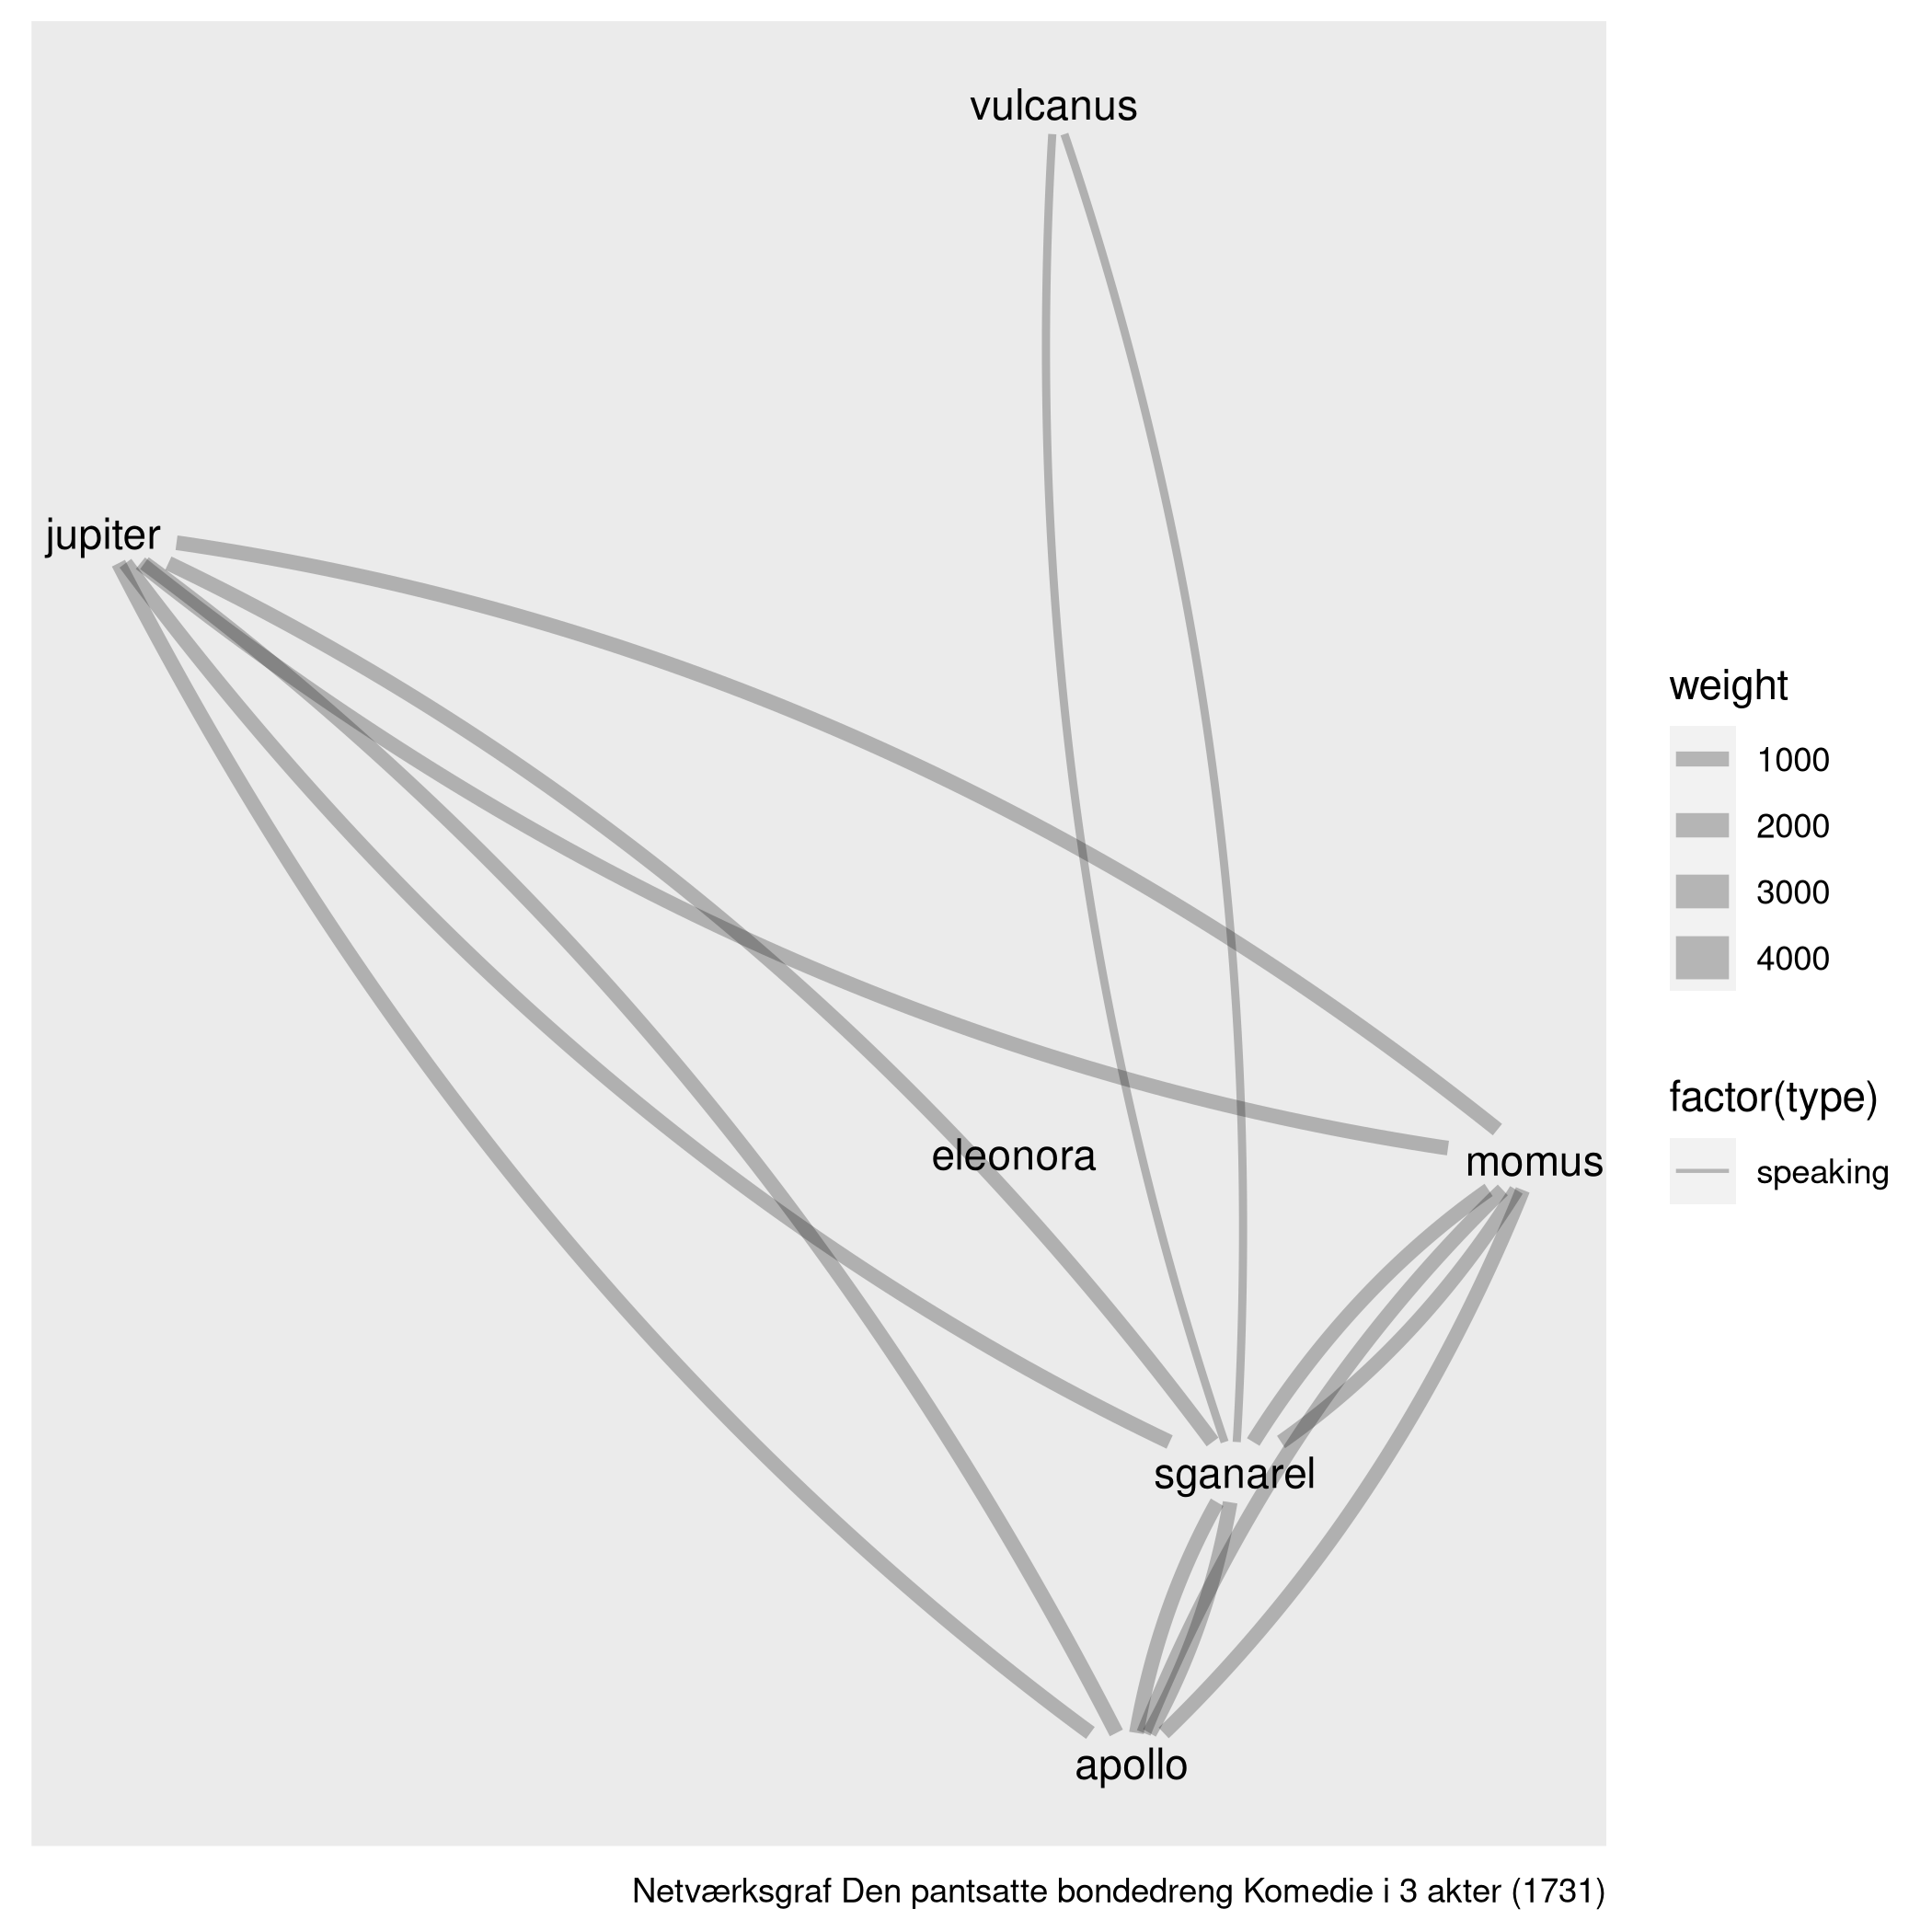 vulcanus
jupiter
eleonora
momus
sganarel
apollo
weight
1000
2000
3000
4000
factor(type)
speaking
Netværksgraf Den pantsatte bondedreng Komedie i 3 akter (1731)